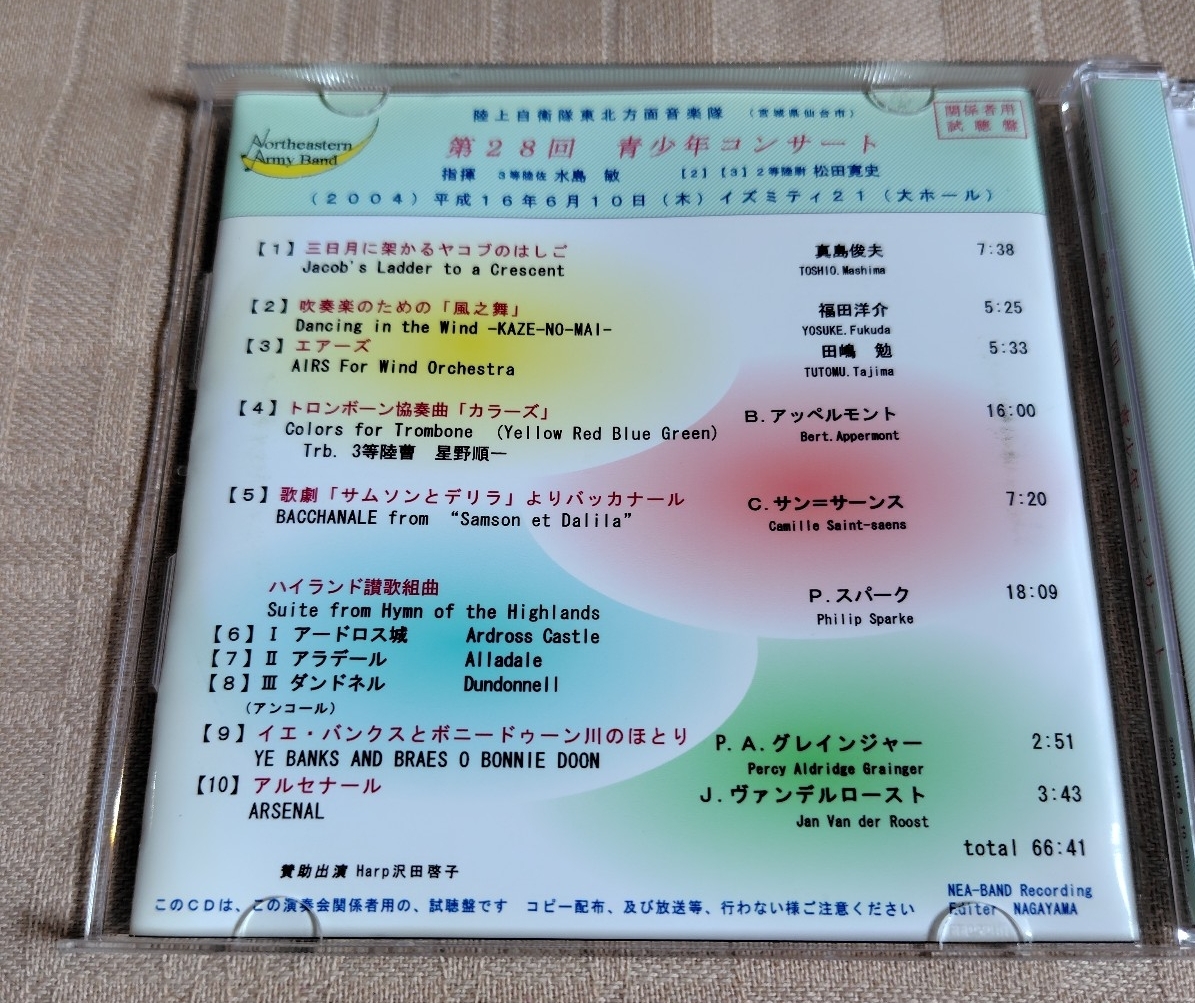 陸上自衛隊東北方面音楽隊 （宮城県仙台市）
関係者用
試聴盤
Northeastern
Army Band
第２８回 青少年コンサート
指揮 ３等陸佐 水島 敏 【２】【３】２等陸尉 松田寛史
（２００４）平成１６年６月１０日（木）イズミティ２１（大ホール）
【１】三日月に架かるヤコブのはしご 真島俊夫 7:38
Jacob's Ladder to a Crescent TOSHIO.Mashima
【２】吹奏楽のための「風之舞」 福田洋介 5:25
Dancing in the Wind -KAZE-NO-MAI- YOSUKE.Fukuda
【３】エアーズ 田嶋 勉 5:33
AIRS For Wind Orchestra TUTOMU.Tajima
【４】トロンボーン協奏曲「カラーズ」 B.アッペルモント 16:00
Colors for Trombone （Yellow Red Blue Green) Bert.Appermont
Trb. 3等陸曹 星野順一
【５】歌劇「サムソンとデリラ」よりバッカナール C.サン＝サーンス 7:20
BACCHANALE from “Samson et Dalila” Camille Saint-saens
ハイランド讃歌組曲 P.スパーク 18:09
Suite from Hymn of the Highlands Philip Sparke
【６】Ⅰ アードロス城 Ardross Castle
【７】Ⅱ アラデール Alladale
【８】Ⅲ ダンドネル Dundonnell
（アンコール）
【９】イエ・バンクスとボニードゥーン川のほとり P.A.グレインジャー 2:51
YE BANKS AND BRAES O BONNIE DOON Percy Aldridge Grainger
【10】アルセナール J.ヴァンデルロースト 3:43
ARSENAL Jan Van der Roost
total 66:41
賛助出演 Harp沢田啓子
NEA-BAND Recording
このＣＤは、この演奏会関係者用の、試聴盤です コピー配布、及び放送等、行わない様ご注意ください
Editer NAGAYAMA